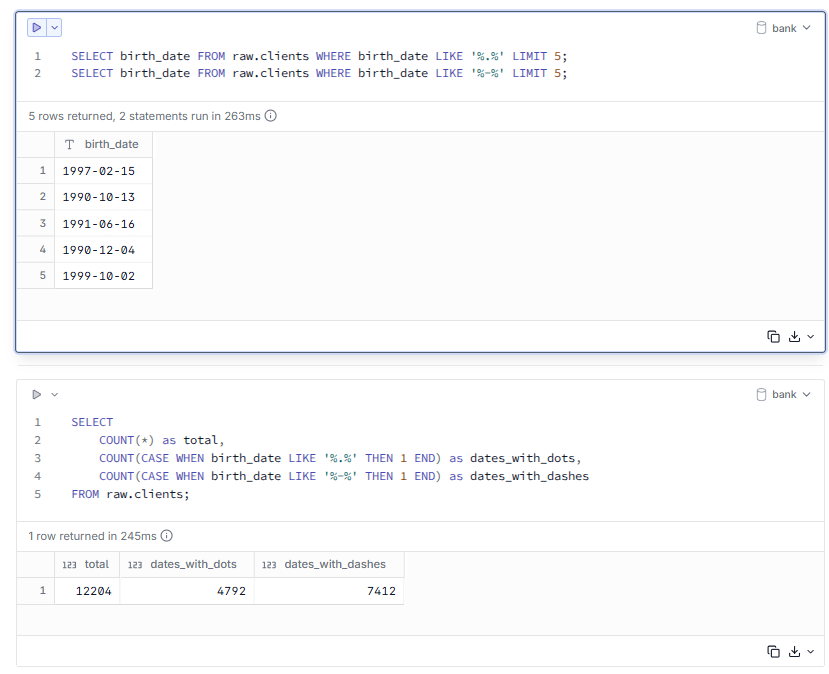 bank
1 SELECT birth_date FROM raw.clients WHERE birth_date LIKE '%.%' LIMIT 5;
2 SELECT birth_date FROM raw.clients WHERE birth_date LIKE '%-%' LIMIT 5;
5 rows returned, 2 statements run in 263ms
T birth_date
1 1997-02-15
2 1990-10-13
3 1991-06-16
4 1990-12-04
5 1999-10-02
bank
1 SELECT
2 COUNT(*) as total,
3 COUNT(CASE WHEN birth_date LIKE '%.%' THEN 1 END) as dates_with_dots,
4 COUNT(CASE WHEN birth_date LIKE '%-%' THEN 1 END) as dates_with_dashes
5 FROM raw.clients;
1 row returned in 245ms
123 total 123 dates_with_dots 123 dates_with_dashes
1 12204 4792 7412